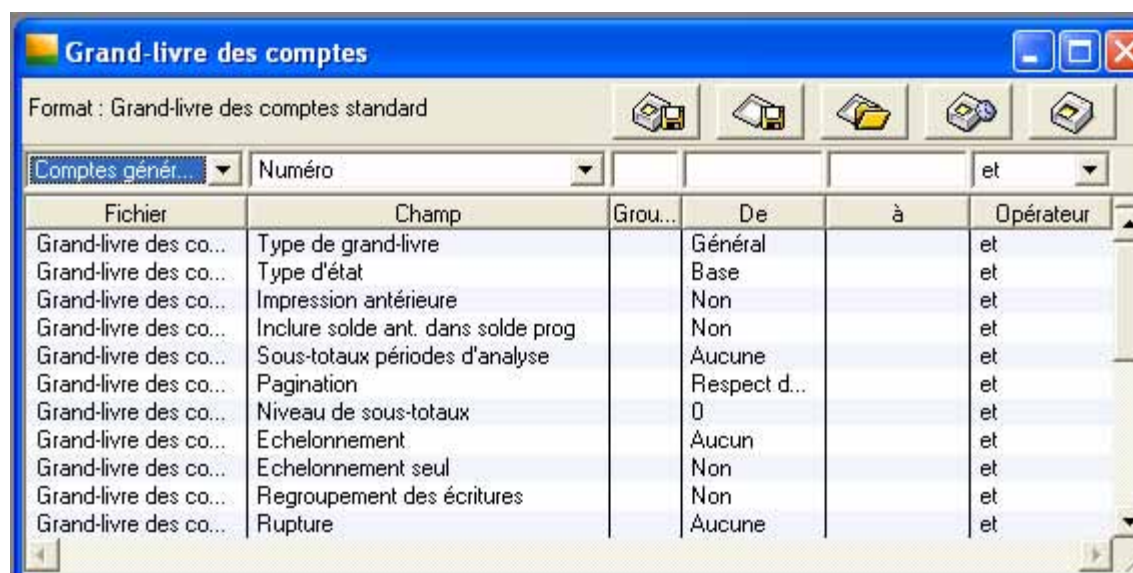 Grand-livre des comptes
Format : Grand-livre des comptes standard
Comptes génér... Numéro et
Fichier Champ Grou... De à Opérateur
Grand-livre des co... Type de grand-livre Général et
Grand-livre des co... Type d'état Base et
Grand-livre des co... Impression antérieure Non et
Grand-livre des co... Inclure solde ant. dans solde prog Non et
Grand-livre des co... Sous-totaux périodes d'analyse Aucune et
Grand-livre des co... Pagination Respect d... et
Grand-livre des co... Niveau de sous-totaux 0 et
Grand-livre des co... Echelonnement Aucun et
Grand-livre des co... Echelonnement seul Non et
Grand-livre des co... Regroupement des écritures Non et
Grand-livre des co... Rupture Aucune et